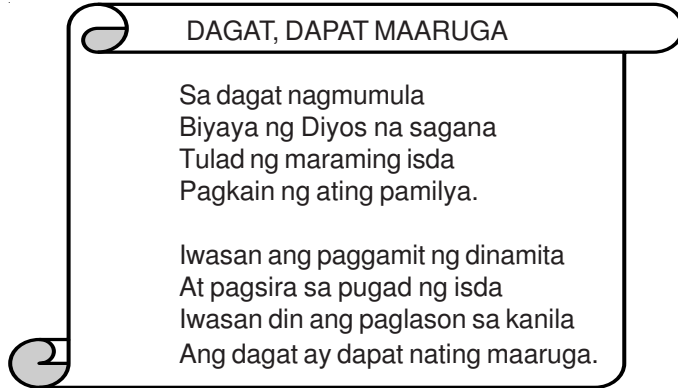 DAGAT, DAPAT MAARUGA
Sa dagat nagmumula
Biyaya ng Diyos na sagana
Tulad ng maraming isda
Pagkain ng ating pamilya.
Iwasan ang paggamit ng dinamita
At pagsira sa pugad ng isda
Iwasan din ang paglason sa kanila
Ang dagat ay dapat nating maaruga.